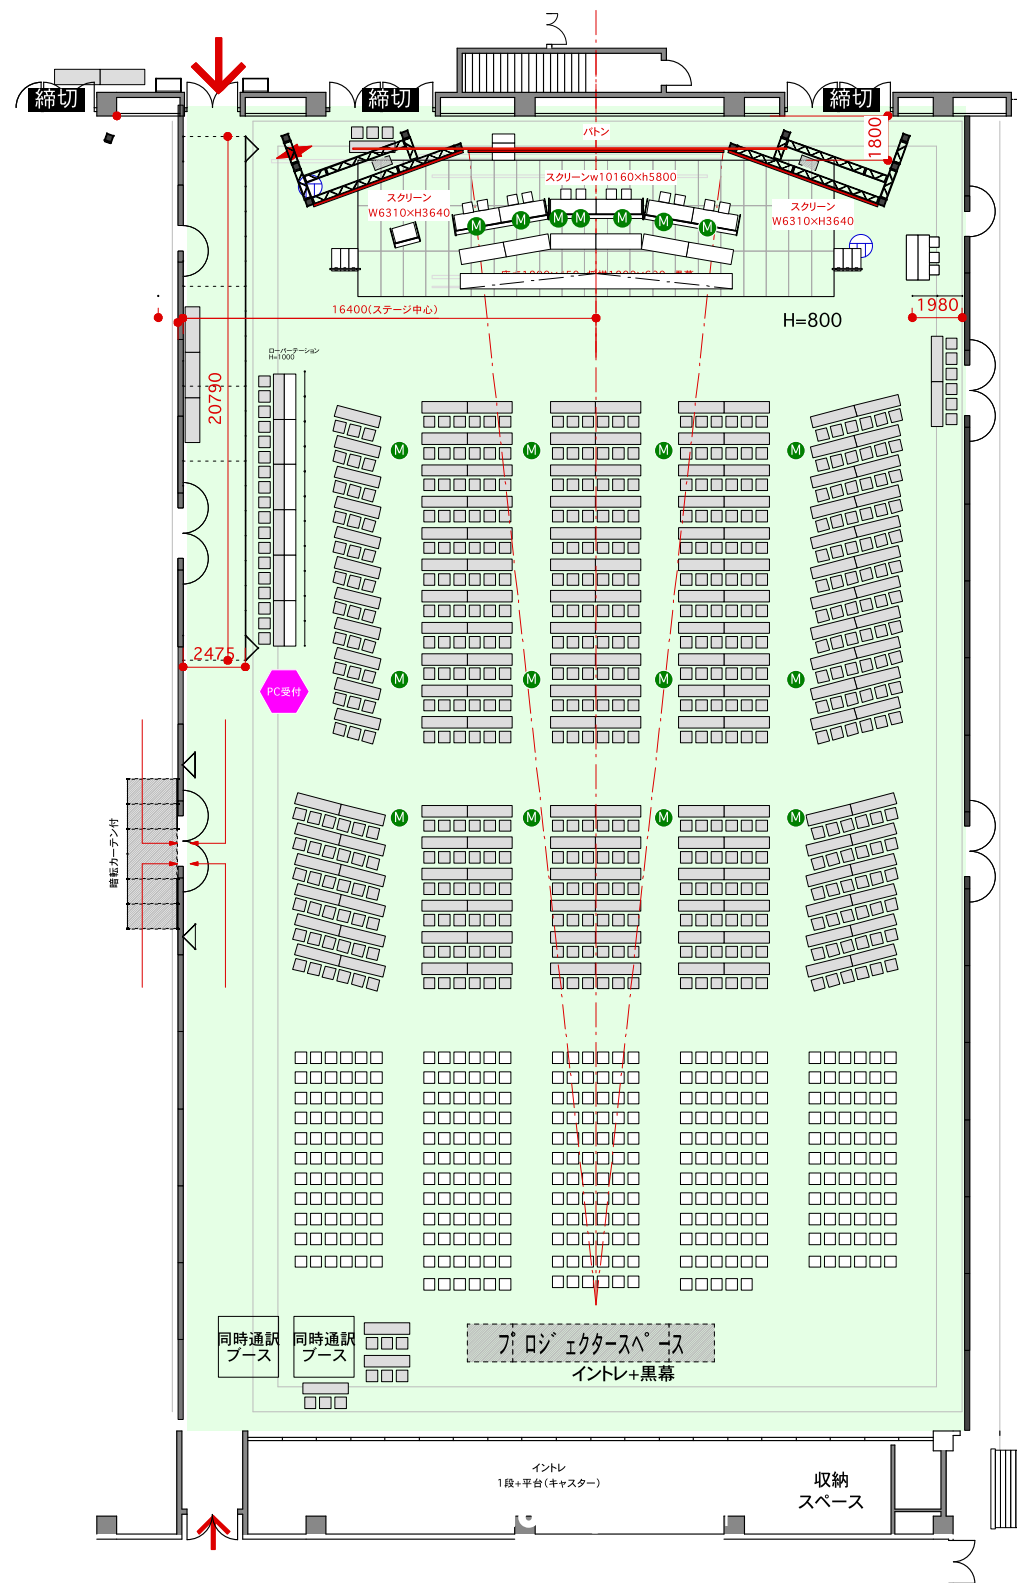 締切
締切
締切
バトン
1800
スクリーンw10160×h5800
スクリーン
W6310×H3640
スクリーン
W6310×H3640
M
M
M
M
M
M
M
16400(ステージ中心)
1980
H=800
ローパーテーション
H=1000
20790
M
M
M
M
2475
M
M
M
M
PC受付
M
M
M
M
暗転カーテン付
同時通訳
ブース
同時通訳
ブース
プロジェクタースペース
イントレ+黒幕
イントレ
1段+平台(キャスター)
収納
スペース